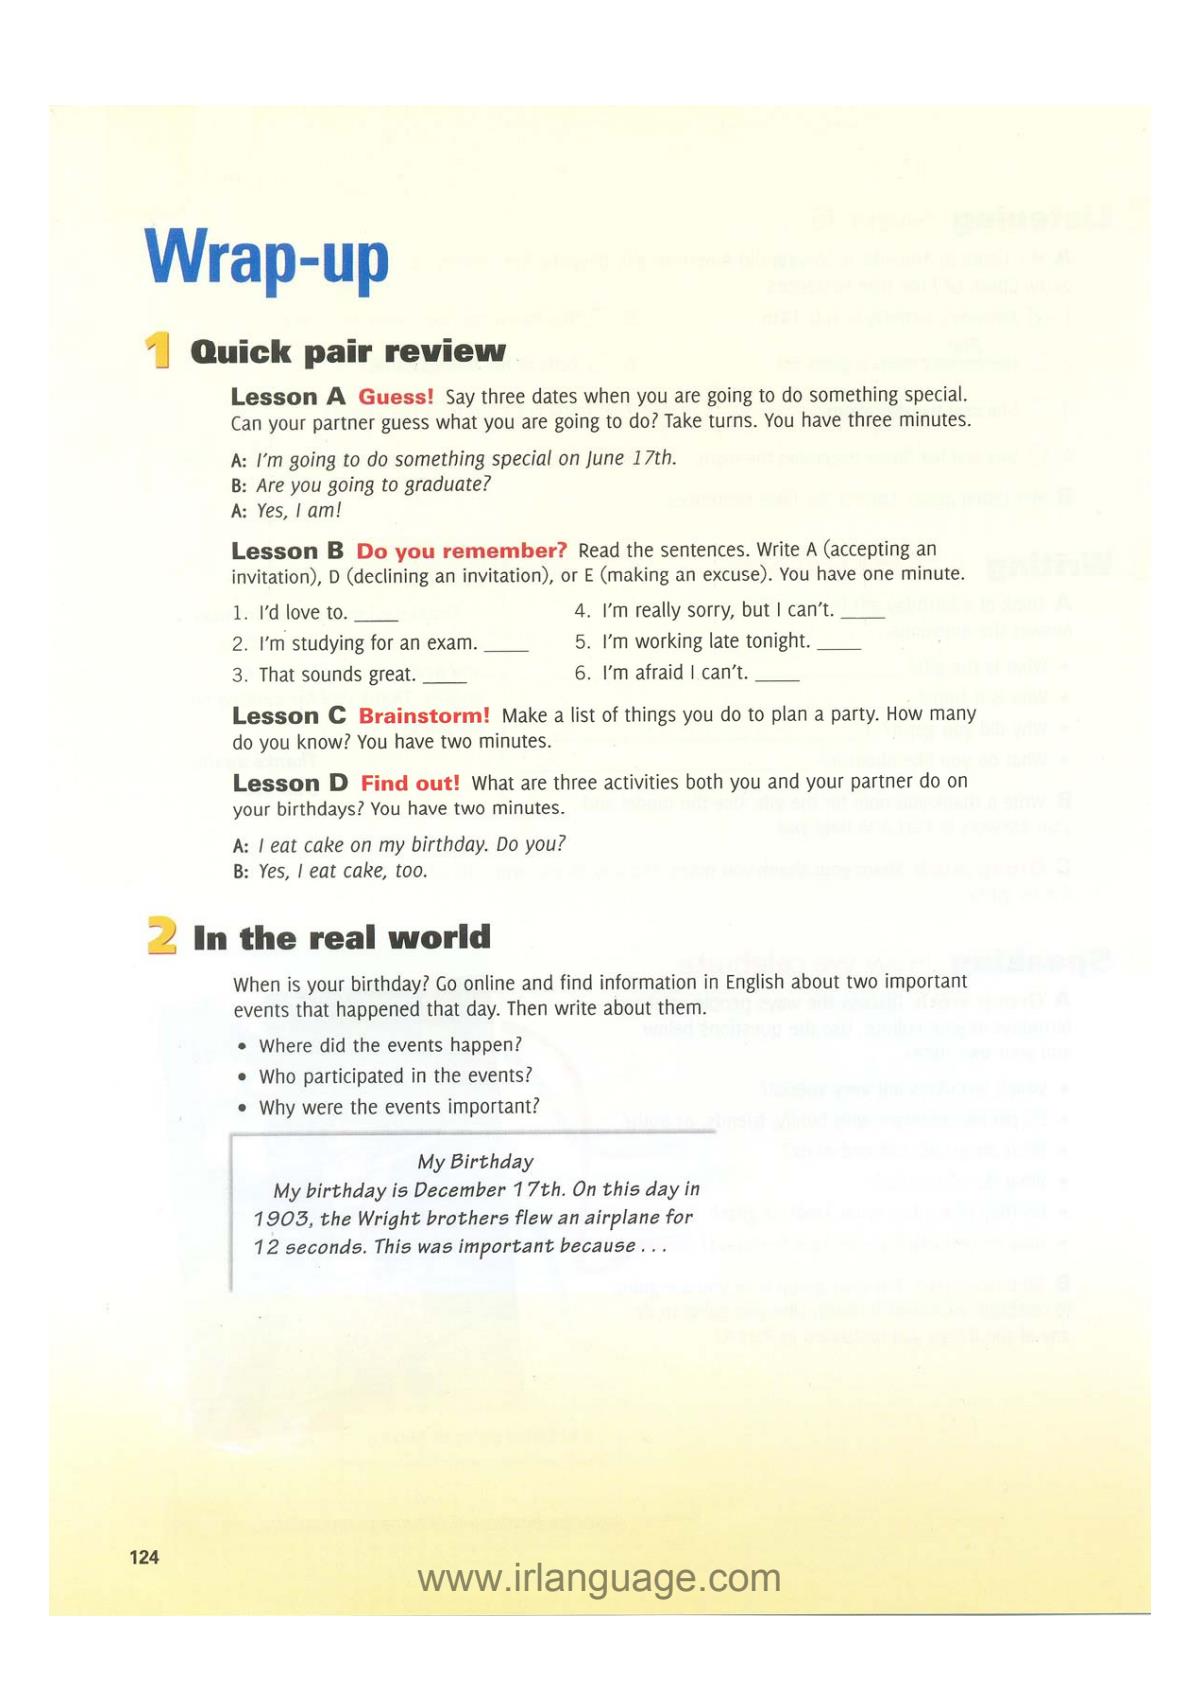 Wrap-up
1 Quick pair review
Lesson A Guess! Say three dates when you are going to do something special.
Can your partner guess what you are going to do? Take turns. You have three minutes.
A: I'm going to do something special on June 17th.
B: Are you going to graduate?
A: Yes, I am!
Lesson B Do you remember? Read the sentences. Write A (accepting an
invitation), D (declining an invitation), or E (making an excuse). You have one minute.
1. I'd love to. ____
2. I'm studying for an exam. ____
3. That sounds great. ____
4. I'm really sorry, but I can't. ____
5. I'm working late tonight. ____
6. I'm afraid I can't. ____
Lesson C Brainstorm! Make a list of things you do to plan a party. How many
do you know? You have two minutes.
Lesson D Find out! What are three activities both you and your partner do on
your birthdays? You have two minutes.
A: I eat cake on my birthday. Do you?
B: Yes, I eat cake, too.
2 In the real world
When is your birthday? Go online and find information in English about two important
events that happened that day. Then write about them.
• Where did the events happen?
• Who participated in the events?
• Why were the events important?
My Birthday
My birthday is December 17th. On this day in
1903, the Wright brothers flew an airplane for
12 seconds. This was important because . . .
124
www.irlanguage.com